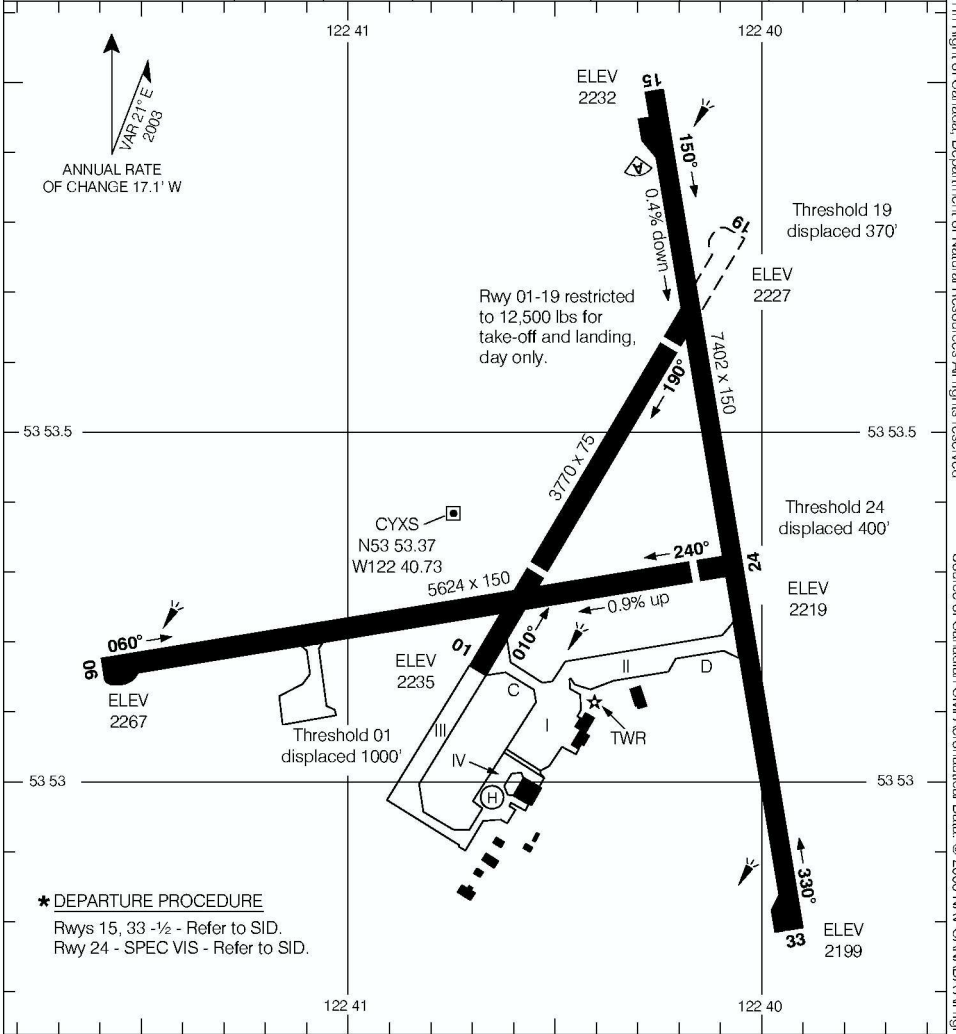 122 41
122 40
VAR 21° E
2003
ANNUAL RATE
OF CHANGE 17.1' W
ELEV
2232
15
150°
A
0.4% down
19
Threshold 19
displaced 370'
ELEV
2227
Rwy 01-19 restricted
to 12,500 lbs for
take-off and landing,
day only.
190°
7402 x 150
53 53.5
53 53.5
3770 x 75
CYXS
N53 53.37
W122 40.73
Threshold 24
displaced 400'
240°
24
5624 x 150
0.9% up
ELEV
2219
060°
06
ELEV
2267
01
010°
ELEV
2235
C
II
D
I
TWR
III
Threshold 01
displaced 1000'
IV
H
53 53
53 53
330°
33
ELEV
2199
* DEPARTURE PROCEDURE
Rwys 15, 33 -½ - Refer to SID.
Rwy 24 - SPEC VIS - Refer to SID.
122 41
122 40